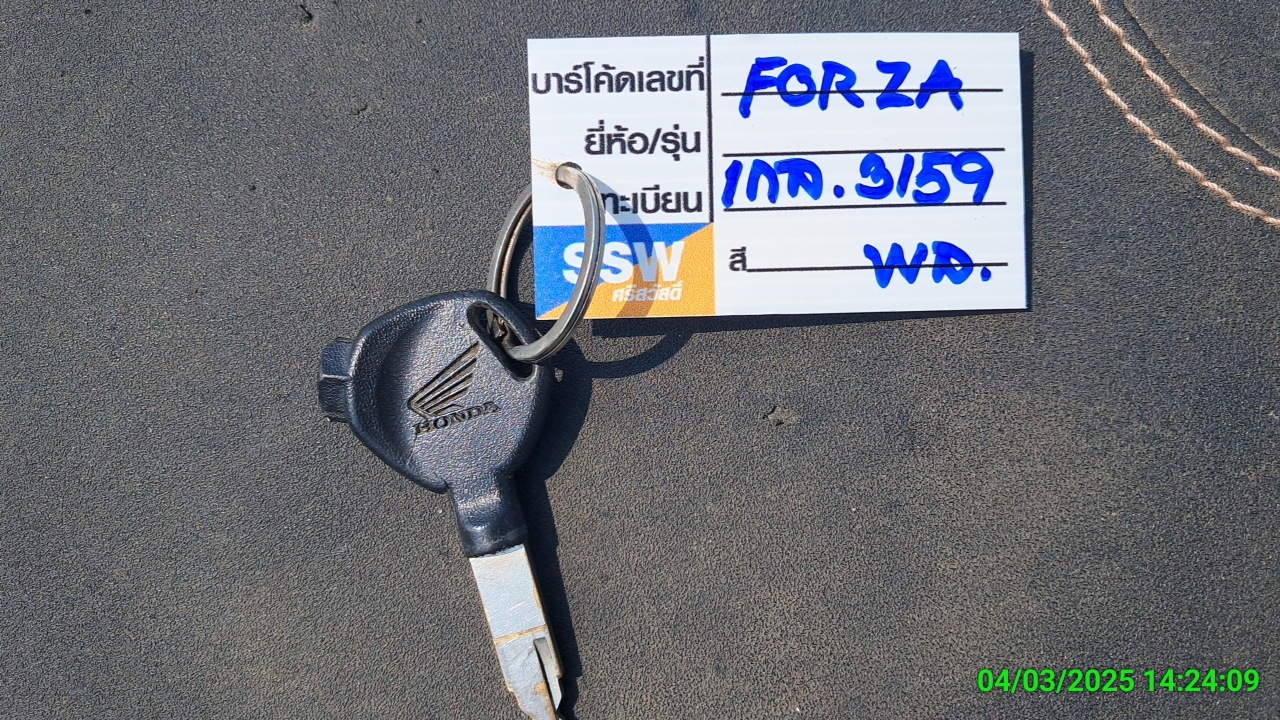 บาร์โค้ดเลขที่ FORZA
ยี่ห้อ/รุ่น
ทะเบียน 1กล.3159
SSW
ศรีสวัสดิ์
สี พล.
HONDA
04/03/2025 14:24:09